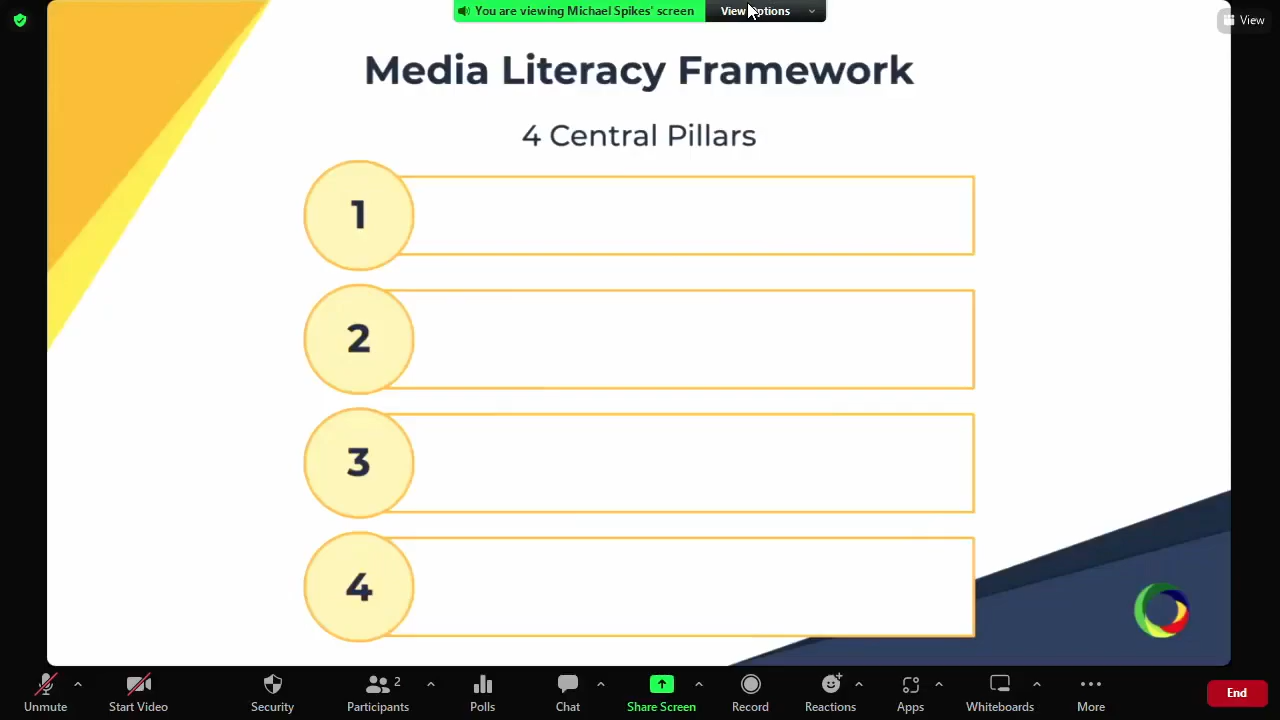 You are viewing Michael Spikes' screen
View Options
View
Media Literacy Framework
4 Central Pillars
1
2
3
4
Unmute
Start Video
Security
2
Participants
Polls
Chat
Share Screen
Record
Reactions
Apps
Whiteboards
More
End